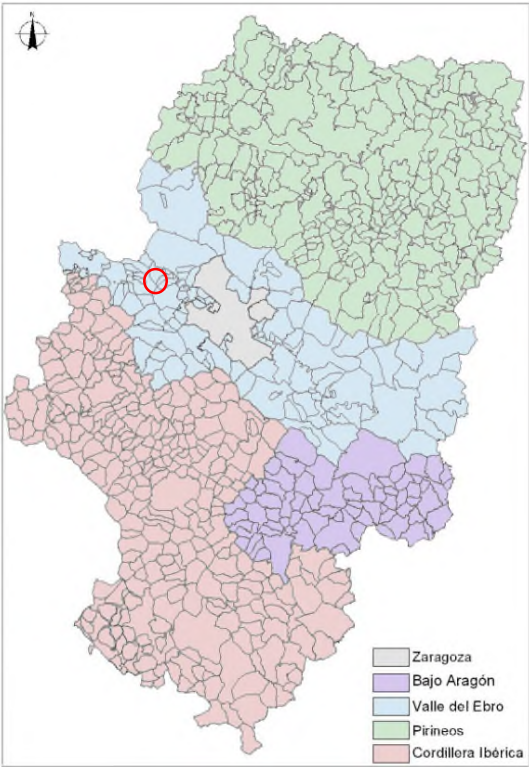 N
Zaragoza
Bajo Aragón
Valle del Ebro
Pirineos
Cordillera Ibérica